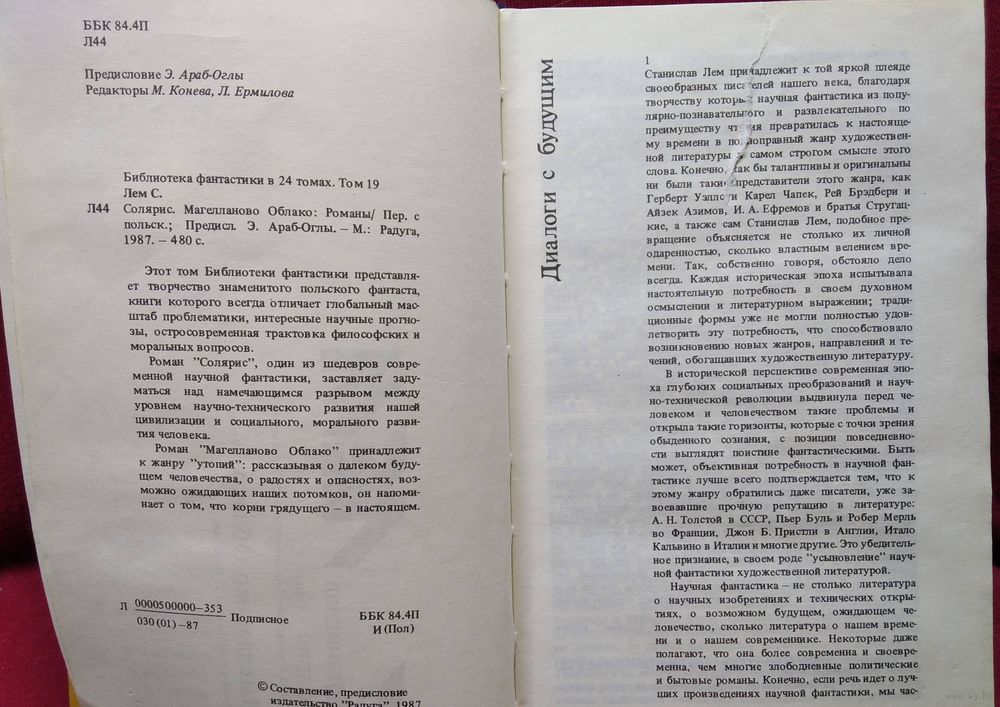 ББК 84.4П
Л44
Предисловие Э. Араб-Оглы
Редакторы М. Конева, Л. Ермилова
Библиотека фантастики в 24 томах. Том 19
Лем С.
Л44 Солярис. Магелланово Облако: Романы/ Пер. с
польск.; Предисл. Э. Араб-Оглы. – М.: Радуга,
1987. – 480 с.
Этот том Библиотеки фантастики представля-
ет творчество знаменитого польского фантаста,
книги которого всегда отличает глобальный мас-
штаб проблематики, интересные научные прогно-
зы, остросовременная трактовка философских и
моральных вопросов.
Роман "Солярис", один из шедевров совре-
менной научной фантастики, заставляет заду-
маться над намечающимся разрывом между
уровнем научно-технического развития нашей
цивилизации и социального, морального разви-
тия человека.
Роман "Магелланово Облако" принадлежит
к жанру "утопий": рассказывая о далеком буду-
щем человечества, о радостях и опасностях, воз-
можно ожидающих наших потомков, он напоми-
нает о том, что корни грядущего – в настоящем.
Л 0000500000–353
030 (01) –87
Подписное
ББК 84.4П
И (Пол)
© Составление, предисловие
издательство "Радуга", 1987
Диалоги с будущим
1
Станислав Лем принадлежит к той яркой плеяде
своеобразных писателей нашего века, благодаря
творчеству которых научная фантастика из попу-
лярно-познавательного и развлекательного по
преимуществу чтения превратилась к настояще-
му времени в полноправный жанр художествен-
ной литературы в самом строгом смысле этого
слова. Конечно, как бы талантливы и оригинальны
ни были такие представители этого жанра, как
Герберт Уэллс и Карел Чапек, Рей Брэдбери и
Айзек Азимов, И. А. Ефремов и братья Стругац-
кие, а также сам Станислав Лем, подобное пре-
вращение объясняется не столько их личной
одаренностью, сколько властным велением вре-
мени. Так, собственно говоря, обстояло дело
всегда. Каждая историческая эпоха испытывала
настоятельную потребность в своем духовном
осмыслении и литературном выражении; тради-
ционные формы уже не могли полностью удов-
летворить эту потребность, что способствовало
возникновению новых жанров, направлений и те-
чений, обогащавших художественную литературу.
В исторической перспективе современная эпо-
ха глубоких социальных преобразований и науч-
но-технической революции выдвинула перед че-
ловеком и человечеством такие проблемы и
открыла такие горизонты, которые с точки зрения
обыденного сознания, с позиции повседневнос-
ти выглядят поистине фантастическими. Быть
может, объективная потребность в научной фан-
тастике лучше всего подтверждается тем, что к
этому жанру обратились даже писатели, уже за-
воевавшие прочную репутацию в литературе:
А. Н. Толстой в СССР, Пьер Буль и Робер Мерль
во Франции, Джон Б. Пристли в Англии, Итало
Кальвино в Италии и многие другие. Это убедитель-
ное признание, в своем роде "усыновление" науч-
ной фантастики художественной литературой.
Научная фантастика – не столько литература
о научных изобретениях и технических откры-
тиях, о возможном будущем, ожидающем че-
ловечество, сколько литература о нашем време-
ни и о нашем современнике. Некоторые даже
полагают, что она более современна и своевре-
менна, чем многие злободневные политические
и бытовые романы. Конечно, если речь идет о луч-
ших произведениях научной фантастики, мы час-
www.ay.by